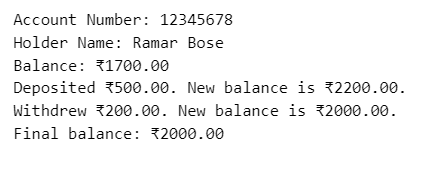 Account Number: 12345678
Holder Name: Ramar Bose
Balance: ₹1700.00
Deposited ₹500.00. New balance is ₹2200.00.
Withdrew ₹200.00. New balance is ₹2000.00.
Final balance: ₹2000.00